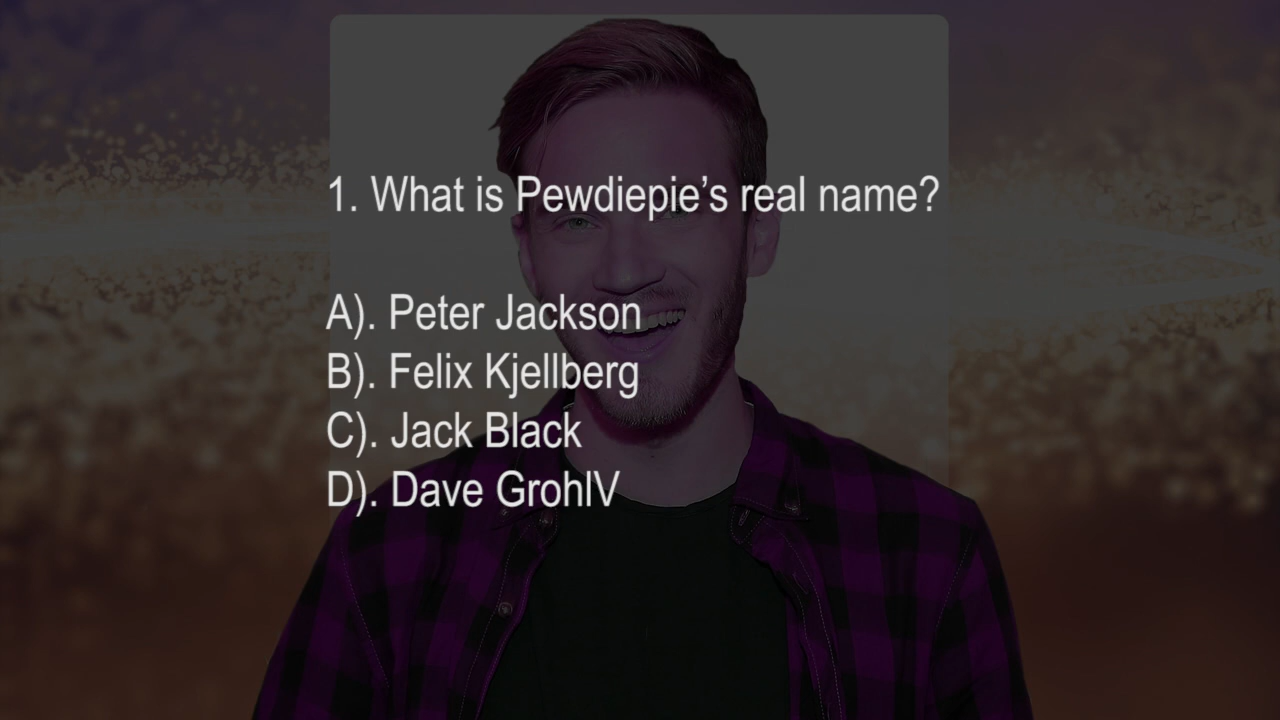 1. What is Pewdiepie’s real name?
A). Peter Jackson
B). Felix Kjellberg
C). Jack Black
D). Dave GrohlV